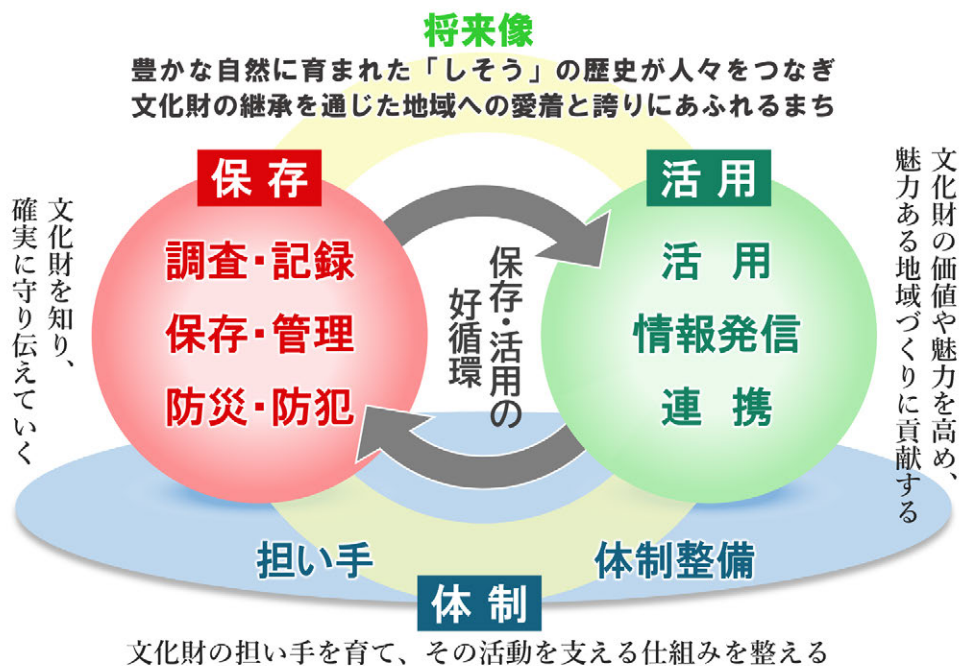 将来像
豊かな自然に育まれた「しそう」の歴史が人々をつなぎ
文化財の継承を通じた地域への愛着と誇りにあふれるまち
文化財を知り、
確実に守り伝えていく
保存
調査・記録
保存・管理
防災・防犯
保存・活用の
好循環
活用
活用
情報発信
連携
文化財の価値や魅力を高め、
魅力ある地域づくりに貢献する
担い手
体制整備
体制
文化財の担い手を育て、その活動を支える仕組みを整える